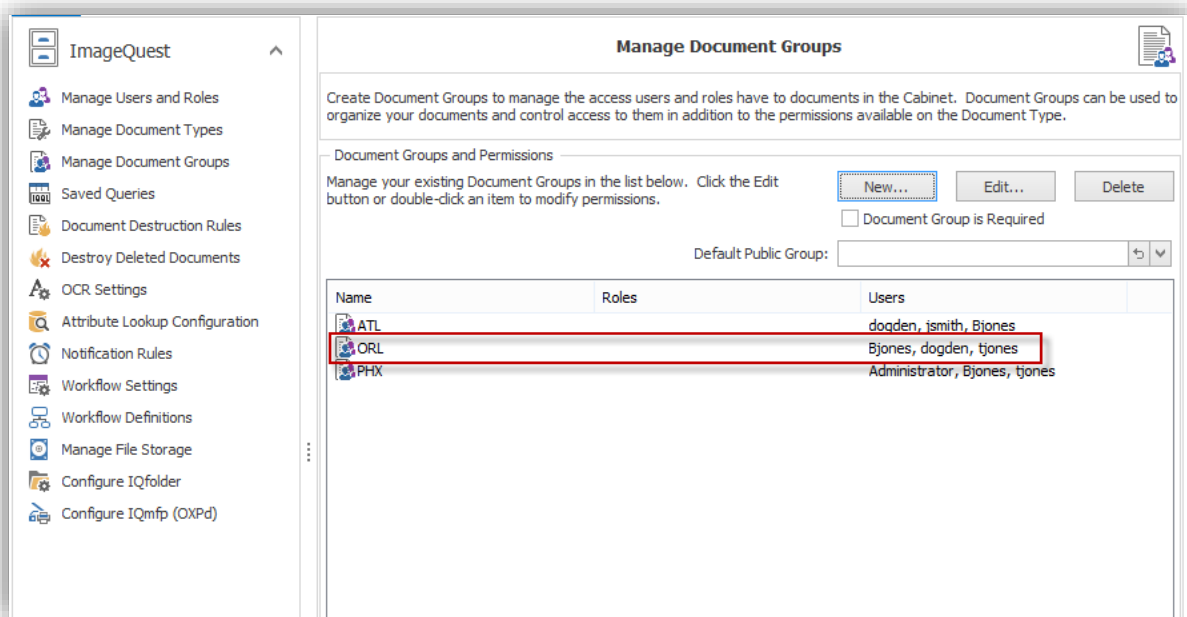 ImageQuest
Manage Users and Roles
Manage Document Types
Manage Document Groups
Saved Queries
Document Destruction Rules
Destroy Deleted Documents
OCR Settings
Attribute Lookup Configuration
Notification Rules
Workflow Settings
Workflow Definitions
Manage File Storage
Configure IQfolder
Configure IQmfp (OXPd)
Manage Document Groups
Create Document Groups to manage the access users and roles have to documents in the Cabinet. Document Groups can be used to
organize your documents and control access to them in addition to the permissions available on the Document Type.
Document Groups and Permissions
Manage your existing Document Groups in the list below. Click the Edit
button or double-click an item to modify permissions.
New... Edit... Delete
Document Group is Required
Default Public Group:
Name Roles Users
ATL dogden, jsmith, Bjones
ORL Bjones, dogden, tjones
PHX Administrator, Bjones, tjones